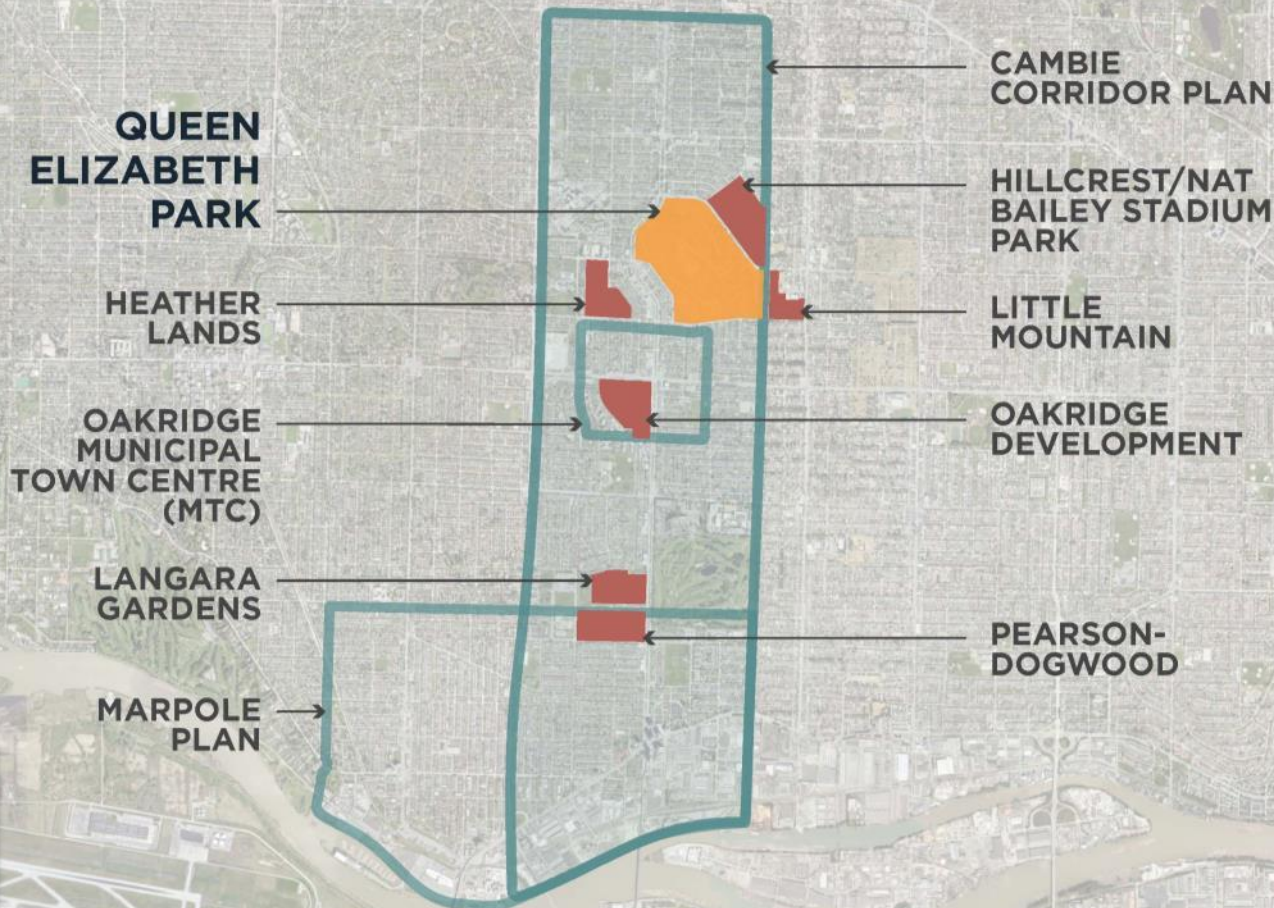 QUEEN
ELIZABETH
PARK
HEATHER
LANDS
OAKRIDGE
MUNICIPAL
TOWN CENTRE
(MTC)
LANGARA
GARDENS
MARPOLE
PLAN
CAMBIE
CORRIDOR PLAN
HILLCREST/NAT
BAILEY STADIUM
PARK
LITTLE
MOUNTAIN
OAKRIDGE
DEVELOPMENT
PEARSON-
DOGWOOD